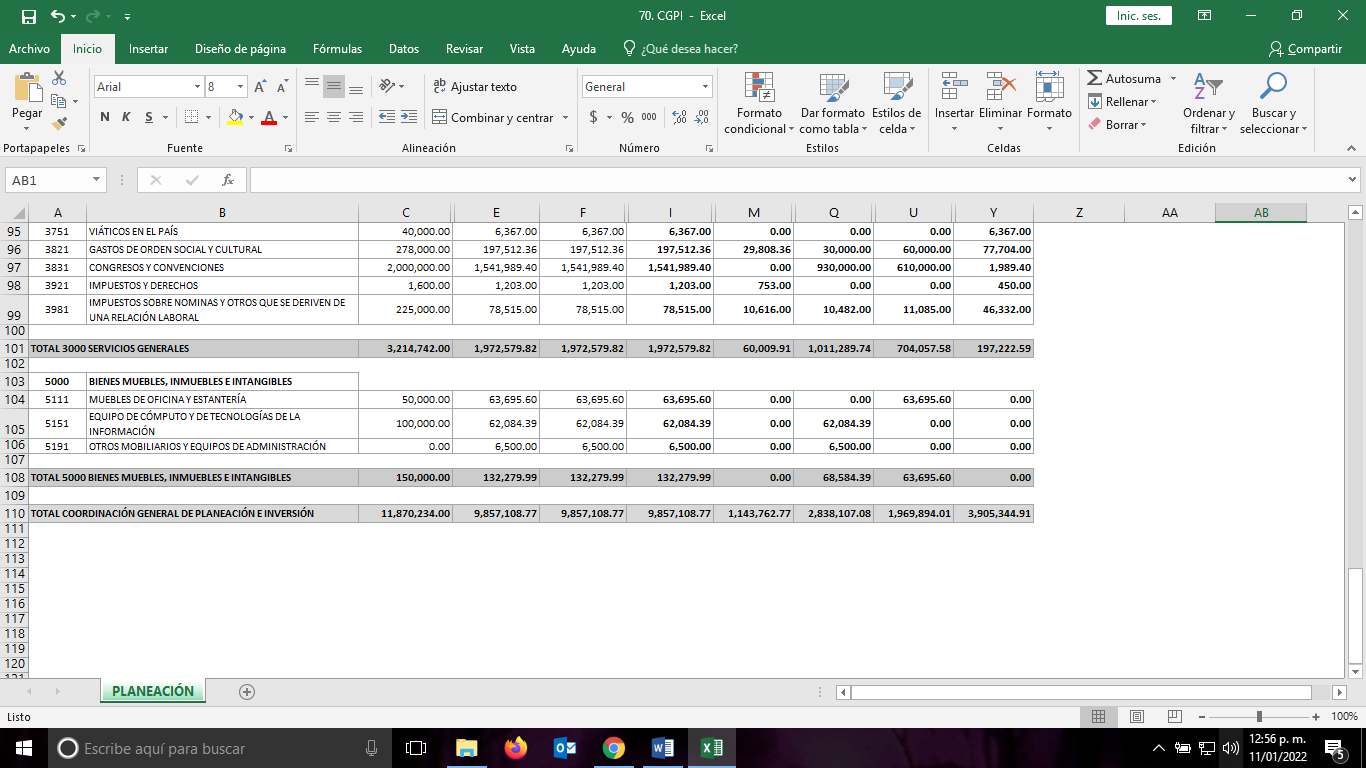 70. CGPI - Excel
Inic. ses.
Archivo Inicio Insertar Diseño de página Fórmulas Datos Revisar Vista Ayuda ¿Qué desea hacer? Compartir
Pegar
Arial 8
N K S
Ajustar texto
Combinar y centrar
General
$ % 000
Formato condicional
Dar formato como tabla
Estilos de celda
Insertar Eliminar Formato
Autosuma
Rellenar
Borrar
Ordenar y filtrar
Buscar y seleccionar
Portapapeles Fuente Alineación Número Estilos Celdas Edición
AB1 fx
A B C E F I M Q U Y Z AA AB
95 3751 VIÁTICOS EN EL PAÍS 40,000.00 6,367.00 6,367.00 6,367.00 0.00 0.00 0.00 6,367.00
96 3821 GASTOS DE ORDEN SOCIAL Y CULTURAL 278,000.00 197,512.36 197,512.36 197,512.36 29,808.36 30,000.00 60,000.00 77,704.00
97 3831 CONGRESOS Y CONVENCIONES 2,000,000.00 1,541,989.40 1,541,989.40 1,541,989.40 0.00 930,000.00 610,000.00 1,989.40
98 3921 IMPUESTOS Y DERECHOS 1,600.00 1,203.00 1,203.00 1,203.00 753.00 0.00 0.00 450.00
99 3981 IMPUESTOS SOBRE NOMINAS Y OTROS QUE SE DERIVEN DE
UNA RELACIÓN LABORAL 225,000.00 78,515.00 78,515.00 78,515.00 10,616.00 10,482.00 11,085.00 46,332.00
100
101 TOTAL 3000 SERVICIOS GENERALES 3,214,742.00 1,972,579.82 1,972,579.82 1,972,579.82 60,009.91 1,011,289.74 704,057.58 197,222.59
102
103 5000 BIENES MUEBLES, INMUEBLES E INTANGIBLES
104 5111 MUEBLES DE OFICINA Y ESTANTERÍA 50,000.00 63,695.60 63,695.60 63,695.60 0.00 0.00 63,695.60 0.00
105 5151 EQUIPO DE CÓMPUTO Y DE TECNOLOGÍAS DE LA
INFORMACIÓN 100,000.00 62,084.39 62,084.39 62,084.39 0.00 62,084.39 0.00 0.00
106 5191 OTROS MOBILIARIOS Y EQUIPOS DE ADMINISTRACIÓN 0.00 6,500.00 6,500.00 6,500.00 0.00 6,500.00 0.00 0.00
107
108 TOTAL 5000 BIENES MUEBLES, INMUEBLES E INTANGIBLES 150,000.00 132,279.99 132,279.99 132,279.99 0.00 68,584.39 63,695.60 0.00
109
110 TOTAL COORDINACIÓN GENERAL DE PLANEACIÓN E INVERSIÓN 11,870,234.00 9,857,108.77 9,857,108.77 9,857,108.77 1,143,762.77 2,838,107.08 1,969,894.01 3,905,344.91
111
112
113
114
115
116
117
118
119
120
121
PLANEACIÓN
Listo 100%
Escribe aquí para buscar
12:56 p. m.
11/01/2022
5